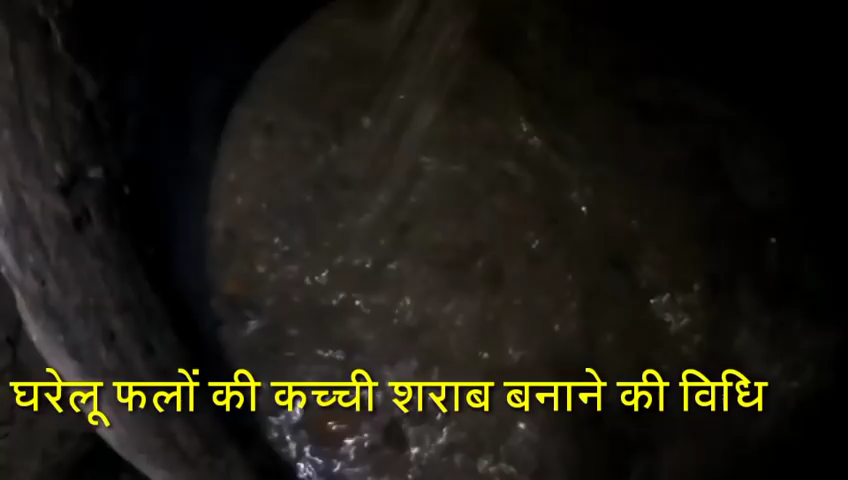 घरेलू फलों की कच्ची शराब बनाने की विधि